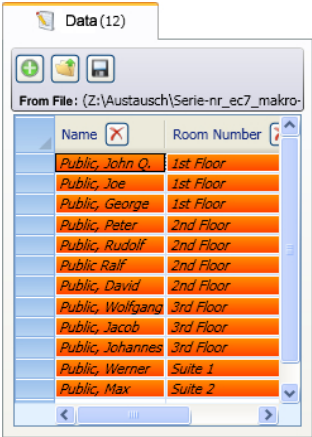 Data (12)
From File: (Z:\Austausch\Serie-nr_ec7_makro-
Name Room Number
Public, John Q. 1st Floor
Public, Joe 1st Floor
Public, George 1st Floor
Public, Peter 2nd Floor
Public, Rudolf 2nd Floor
Public Ralf 2nd Floor
Public, David 2nd Floor
Public, Wolfgang 3rd Floor
Public, Jacob 3rd Floor
Public, Johannes 3rd Floor
Public, Werner Suite 1
Public, Max Suite 2